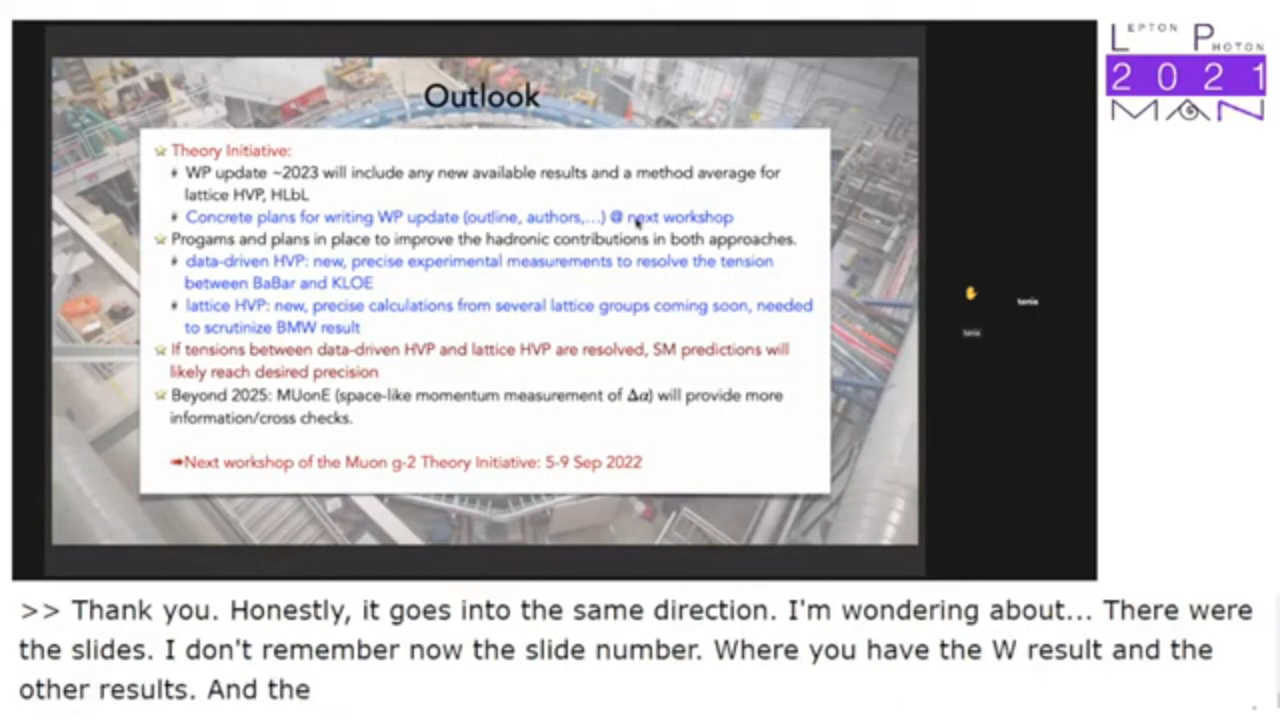 LEPTON PHOTON
2021
MAN
Outlook
Theory Initiative:
WP update ~2023 will include any new available results and a method average for
lattice HVP, HLbL
Concrete plans for writing WP update (outline, authors,...) @ next workshop
Progams and plans in place to improve the hadronic contributions in both approaches.
data-driven HVP: new, precise experimental measurements to resolve the tension
between BaBar and KLOE
lattice HVP: new, precise calculations from several lattice groups coming soon, needed
to scrutinize BMW result
If tensions between data-driven HVP and lattice HVP are resolved, SM predictions will
likely reach desired precision
Beyond 2025: MUonE (space-like momentum measurement of Δα) will provide more
information/cross checks.
➡Next workshop of the Muon g-2 Theory Initiative: 5-9 Sep 2022
tania
tania
>> Thank you. Honestly, it goes into the same direction. I'm wondering about... There were
the slides. I don't remember now the slide number. Where you have the W result and the
other results. And the